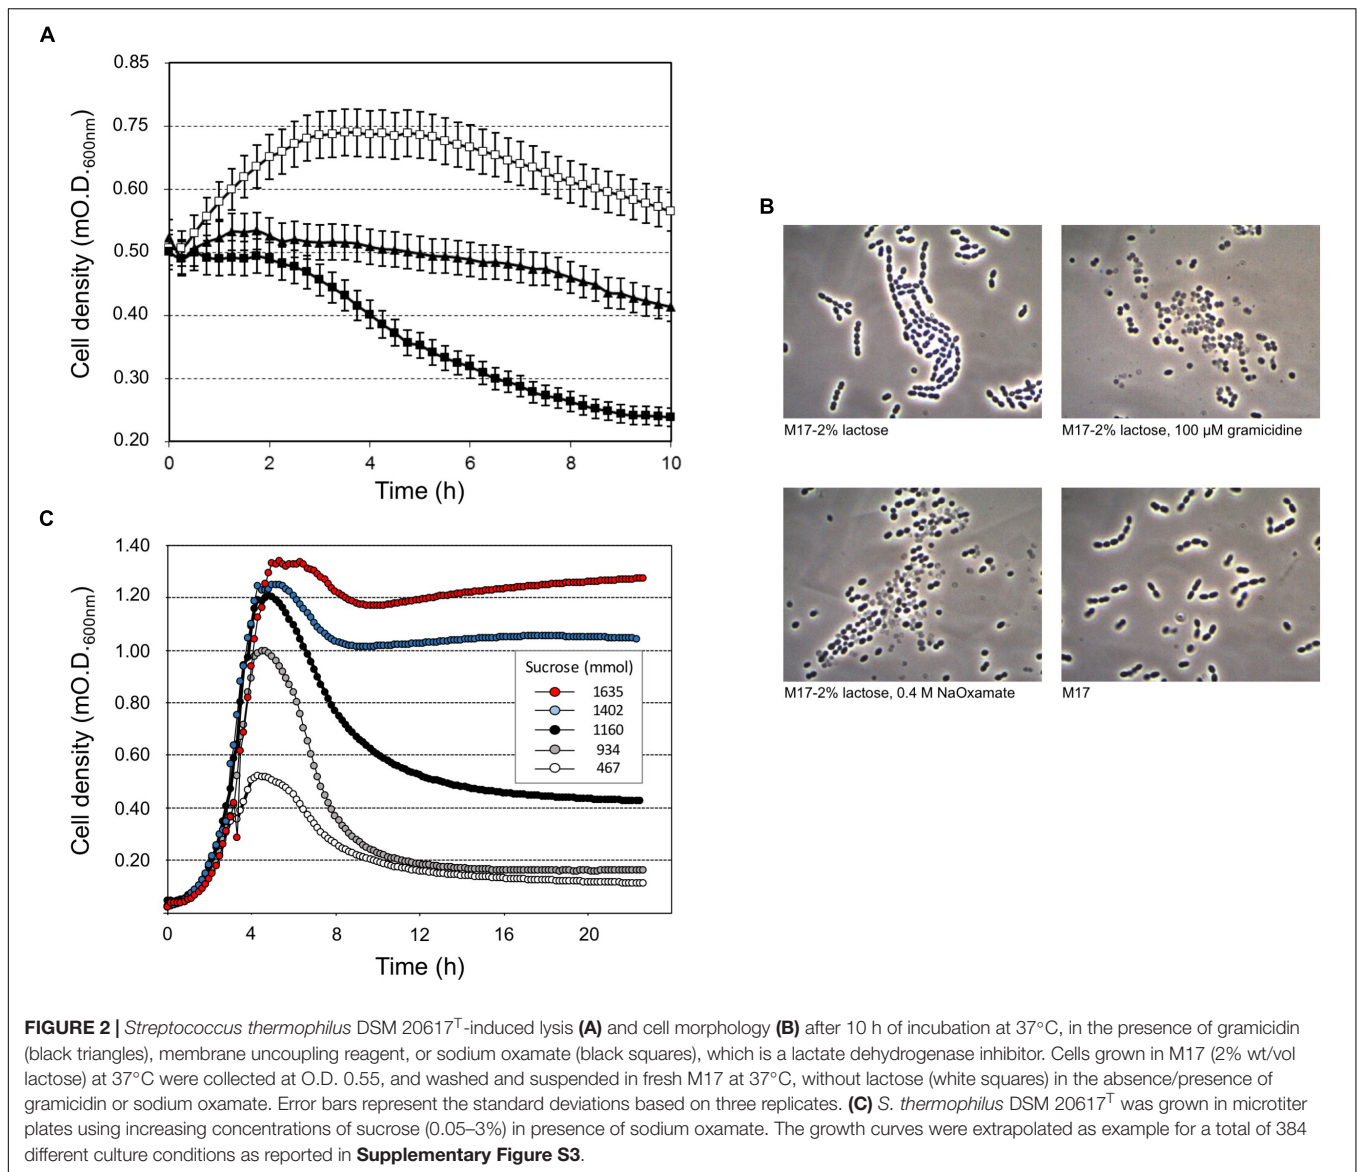 A
0.85
0.75
0.60
0.50
0.40
0.30
0.20
Cell density (mO.D.600nm)
0
2
4
6
8
10
Time (h)
B
M17-2% lactose
M17-2% lactose, 100 µM gramicidine
M17-2% lactose, 0.4 M NaOxamate
M17
C
1.40
1.20
1.00
0.80
0.60
0.40
0.20
Cell density (mO.D.600nm)
Sucrose (mmol)
1635
1402
1160
934
467
0
4
8
12
16
20
Time (h)
FIGURE 2 | Streptococcus thermophilus DSM 20617T-induced lysis (A) and cell morphology (B) after 10 h of incubation at 37°C, in the presence of gramicidin
(black triangles), membrane uncoupling reagent, or sodium oxamate (black squares), which is a lactate dehydrogenase inhibitor. Cells grown in M17 (2% wt/vol
lactose) at 37°C were collected at O.D. 0.55, and washed and suspended in fresh M17 at 37°C, without lactose (white squares) in the absence/presence of
gramicidin or sodium oxamate. Error bars represent the standard deviations based on three replicates. (C) S. thermophilus DSM 20617T was grown in microtiter
plates using increasing concentrations of sucrose (0.05–3%) in presence of sodium oxamate. The growth curves were extrapolated as example for a total of 384
different culture conditions as reported in Supplementary Figure S3.